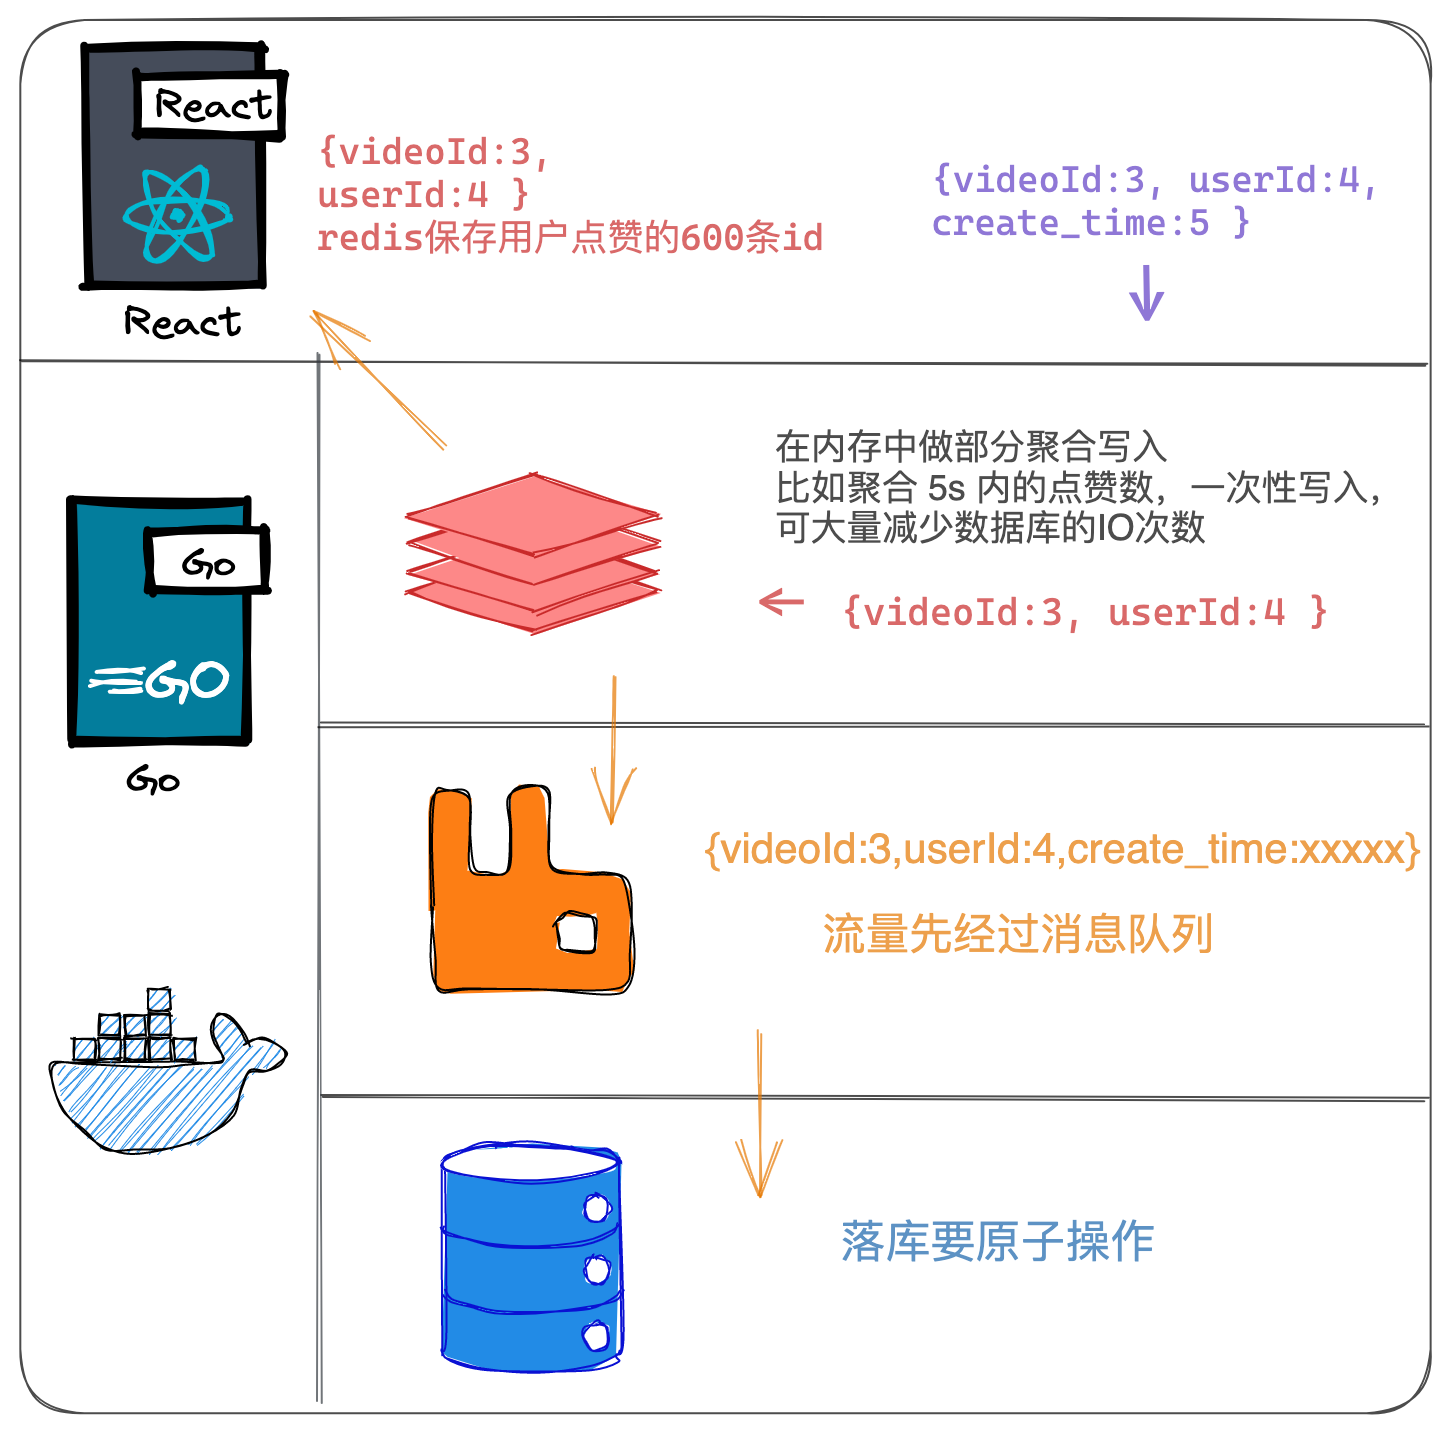 React
{videoId:3,
userId:4 }
redis保存用户点赞的600条id
{videoId:3, userId:4,
create_time:5 }
React
在内存中做部分聚合写入
比如聚合 5s 内的点赞数，一次性写入，
可大量减少数据库的IO次数
Go
{videoId:3, userId:4 }
GO
Go
{videoId:3,userId:4,create_time:xxxxx}
流量先经过消息队列
落库要原子操作